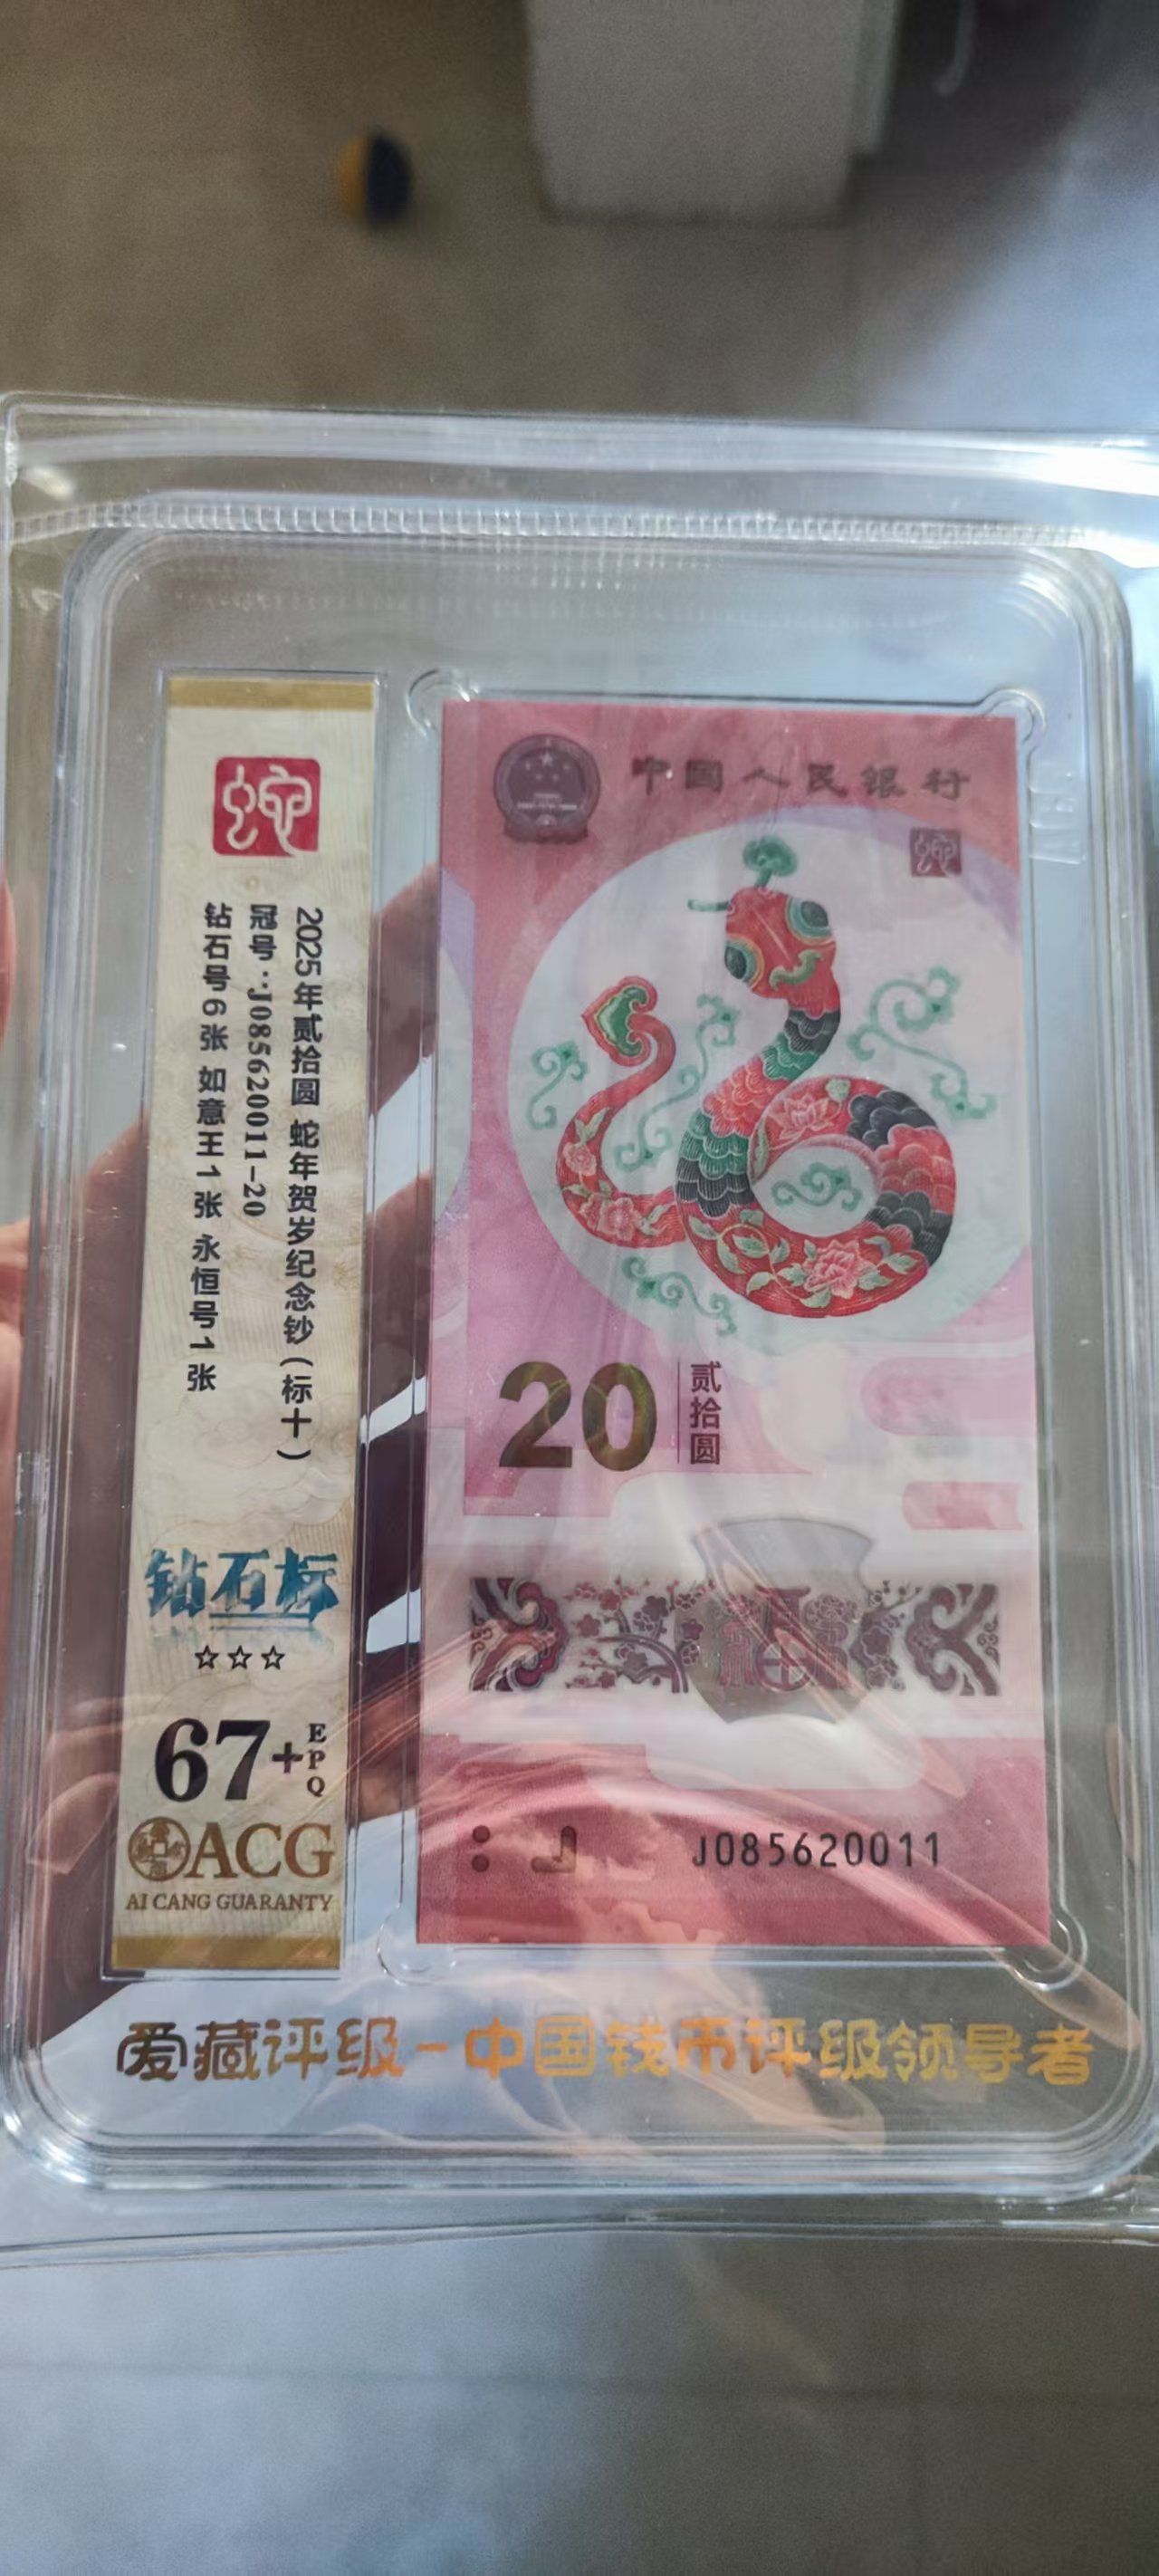 蛇
2025年贰拾圆 蛇年贺岁纪念钞（标十）
冠号：J085620011-20
钻石号6张 如意王1张 永恒号1张
钻石标
☆☆☆
67+
EPQ
ACG
AI CANG GUARANTY
中国人民银行
蛇
20
贰拾圆
福
J085620011
爱藏评级-中国钱币评级领导者